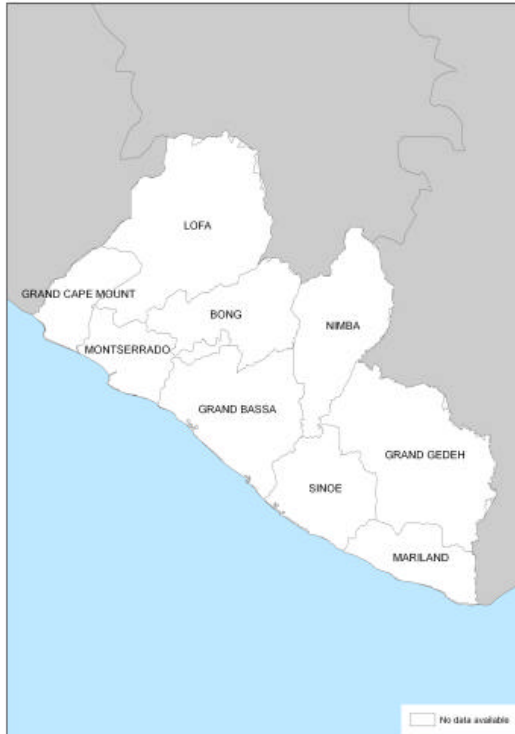 LOFA
GRAND CAPE MOUNT
BONG
NIMBA
MONTSERRADO
GRAND BASSA
GRAND GEDEH
SINOE
MARILAND
No data available